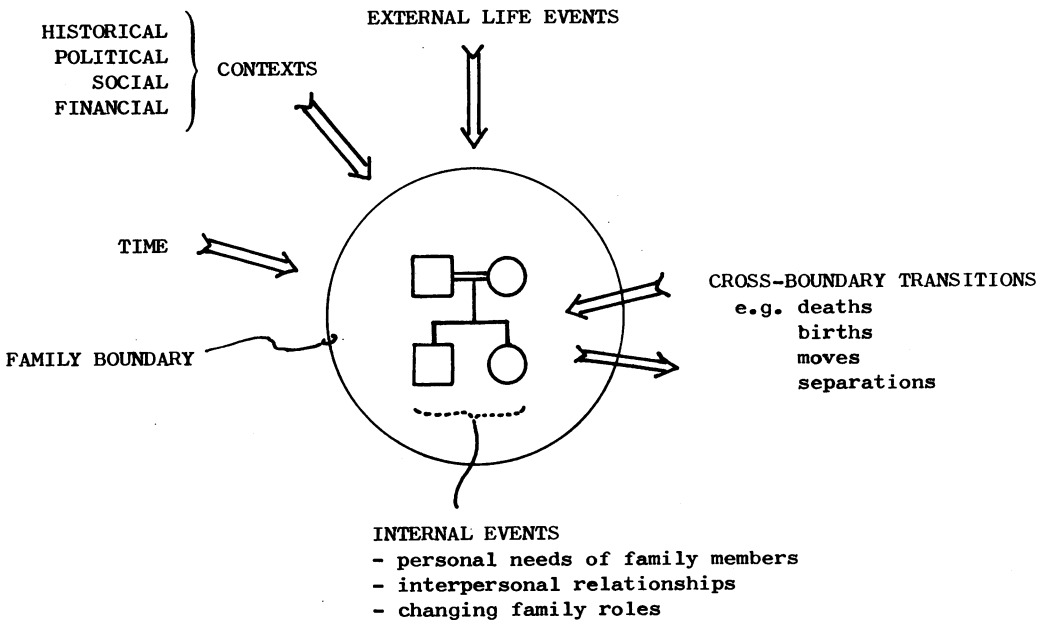 EXTERNAL LIFE EVENTS
HISTORICAL
POLITICAL
SOCIAL
FINANCIAL
CONTEXTS
TIME
FAMILY BOUNDARY
CROSS-BOUNDARY TRANSITIONS
e.g. deaths
births
moves
separations
INTERNAL EVENTS
- personal needs of family members
- interpersonal relationships
- changing family roles